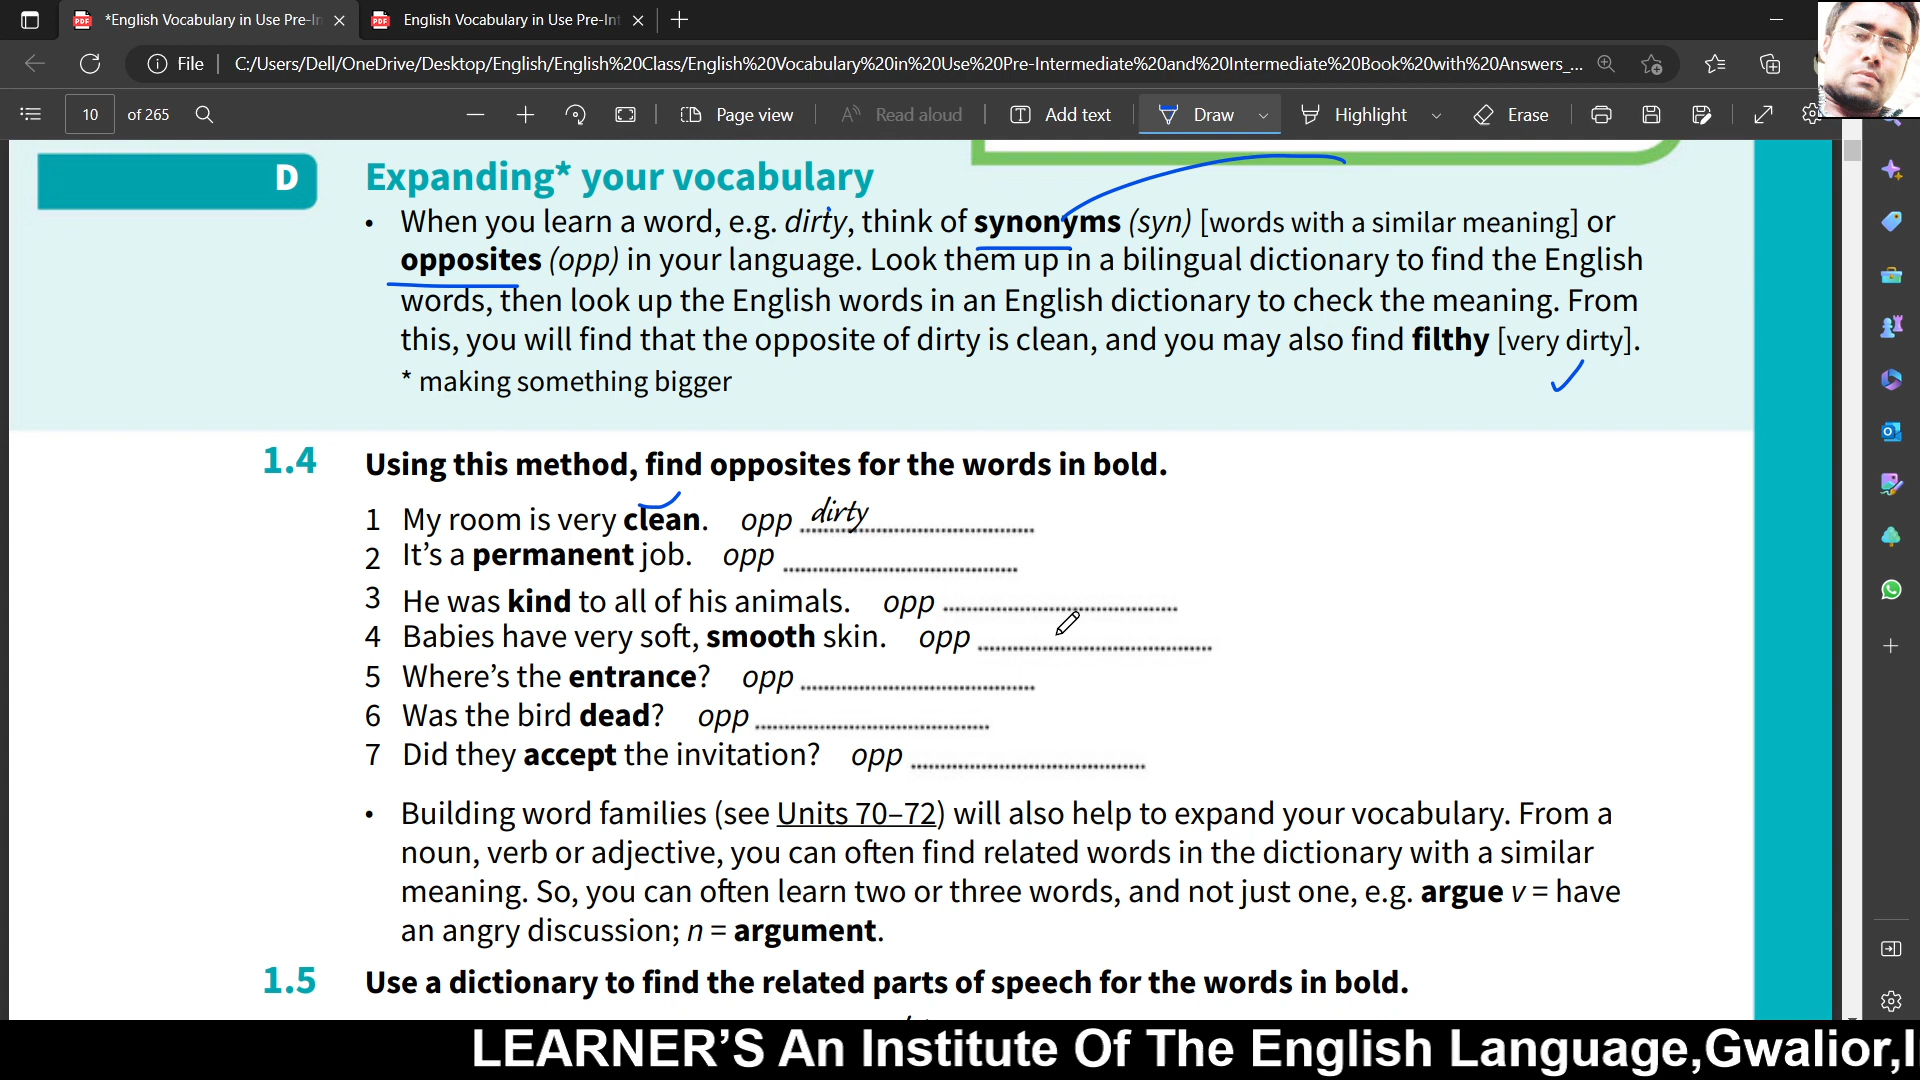 *English Vocabulary in Use Pre-In
English Vocabulary in Use Pre-Int
File
C:/Users/Dell/OneDrive/Desktop/English/English%20Class/English%20Vocabulary%20in%20Use%20Pre-Intermediate%20and%20Intermediate%20Book%20with%20Answers_...
10 of 265
Page view
Read aloud
Add text
Draw
Highlight
Erase
D Expanding* your vocabulary
• When you learn a word, e.g. dirty, think of synonyms (syn) [words with a similar meaning] or
opposites (opp) in your language. Look them up in a bilingual dictionary to find the English
words, then look up the English words in an English dictionary to check the meaning. From
this, you will find that the opposite of dirty is clean, and you may also find filthy [very dirty].
* making something bigger
1.4 Using this method, find opposites for the words in bold.
1 My room is very clean. opp dirty
2 It’s a permanent job. opp
3 He was kind to all of his animals. opp
4 Babies have very soft, smooth skin. opp
5 Where’s the entrance? opp
6 Was the bird dead? opp
7 Did they accept the invitation? opp
• Building word families (see Units 70–72) will also help to expand your vocabulary. From a
noun, verb or adjective, you can often find related words in the dictionary with a similar
meaning. So, you can often learn two or three words, and not just one, e.g. argue v = have
an angry discussion; n = argument.
1.5 Use a dictionary to find the related parts of speech for the words in bold.
LEARNER’S An Institute Of The English Language,Gwalior,I